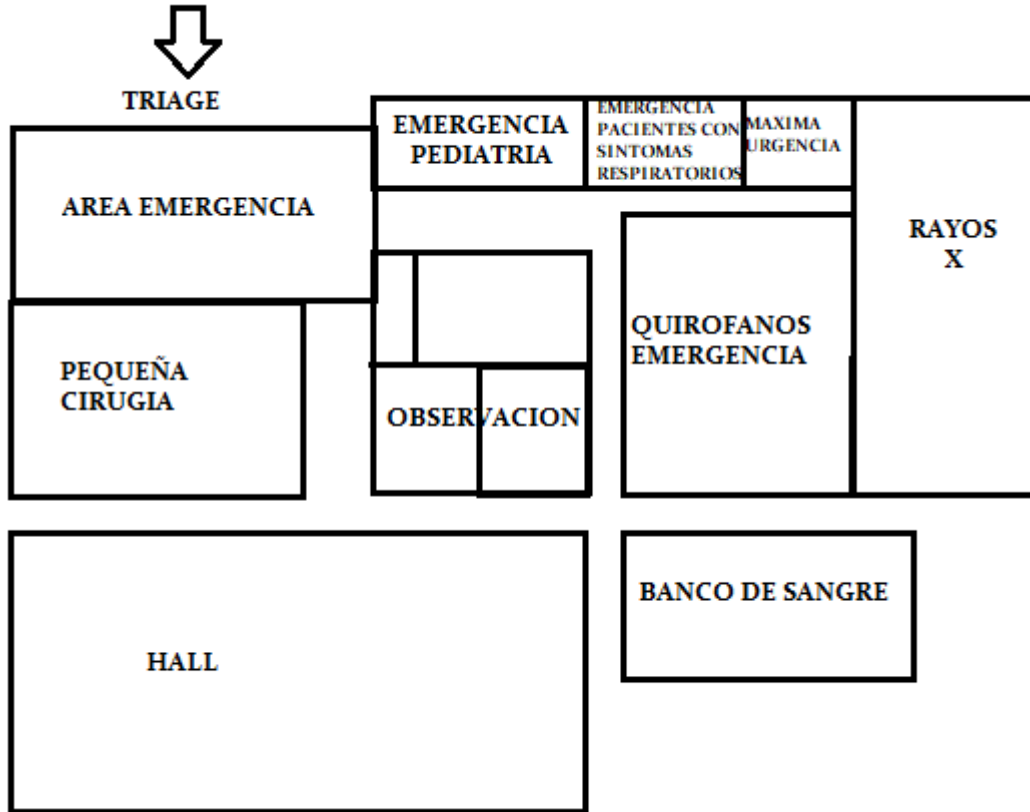 TRIAGE
EMERGENCIA
PEDIATRIA
EMERGENCIA
PACIENTES CON
SINTOMAS
RESPIRATORIOS
MAXIMA
URGENCIA
AREA EMERGENCIA
RAYOS
X
PEQUEÑA
CIRUGIA
OBSERVACION
QUIROFANOS
EMERGENCIA
HALL
BANCO DE SANGRE